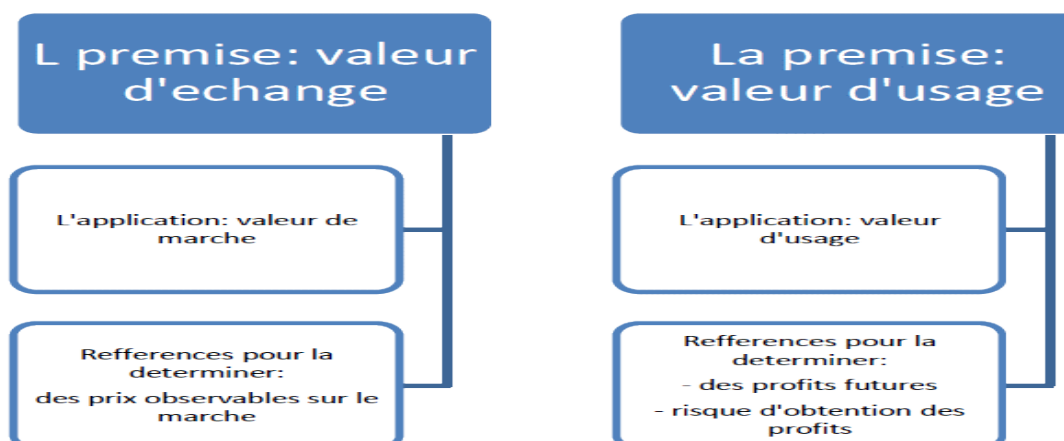 L premise: valeur
d'echange
L'application: valeur de
marche
Refferences pour la
determiner:
des prix observables sur le
marche
La premise:
valeur d'usage
L'application: valeur
d'usage
Refferences pour la
determiner:
- des profits futures
- risque d'obtention des
profits